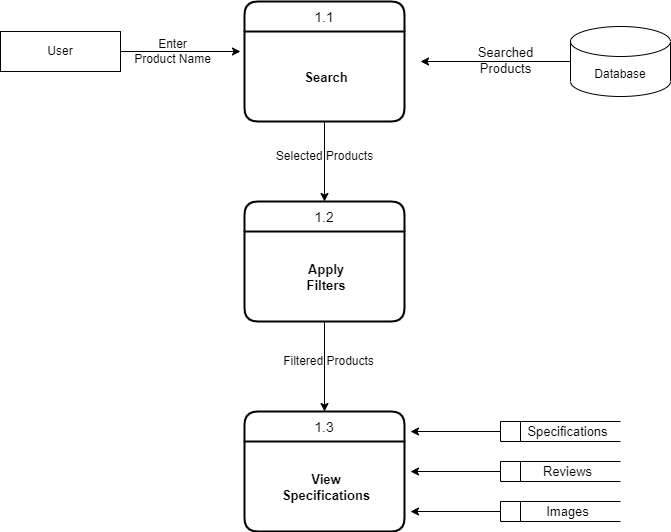 1.1
User
Enter
Product Name
Search
Searched
Products
Database
Selected Products
1.2
Apply
Filters
Filtered Products
1.3
View
Specifications
Specifications
Reviews
Images